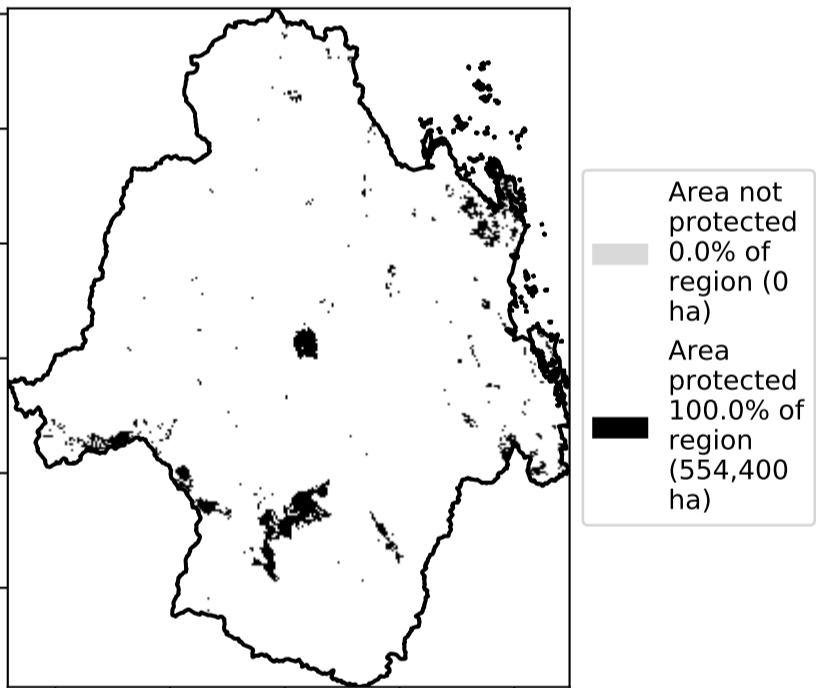 Area not
protected
0.0% of
region (0
ha)
Area
protected
100.0% of
region
(554,400
ha)